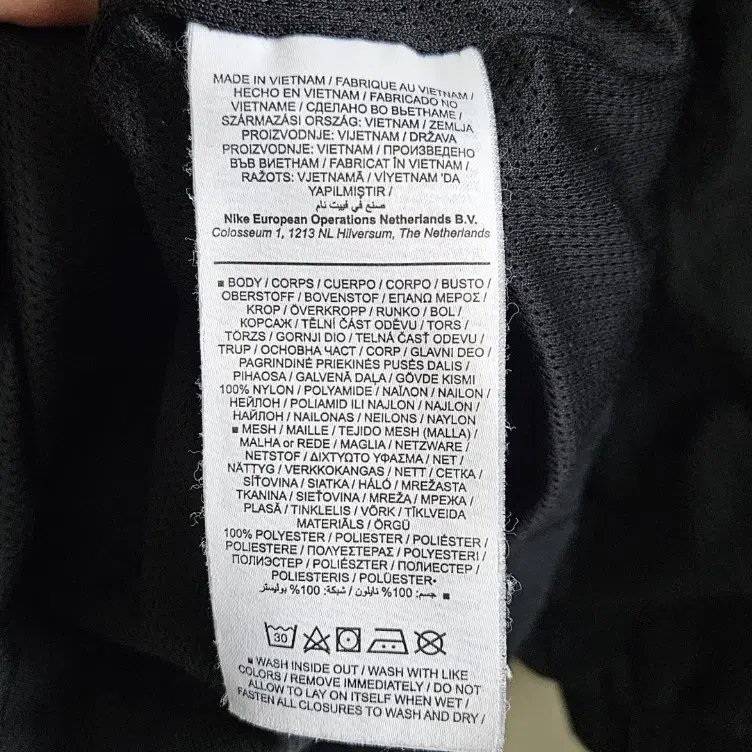 MADE IN VIETNAM / FABRIQUE AU VIETNAM /
HECHO EN VIETNAM / FABRICADO NO
VIETNAME / СДЕЛАНО ВО ВЬЕТНАМЕ /
SZÁRMAZÁSI ORSZÁG: VIETNAM / ZEMLJA
PROIZVODNJE: VIJETNAM / DRŽAVA
PROIZVODNJE: VIETNAM / ПРОИЗВЕДЕНО
ВЪВ ВИЕТНАМ / FABRICAT ÎN VIETNAM /
RAŽOTS: VJETNAMĀ / VİYETNAM 'DA
YAPILMIŞTIR /
صنع في فييت نام
Nike European Operations Netherlands B.V.
Colosseum 1, 1213 NL Hilversum, The Netherlands
■ BODY / CORPS / CUERPO / CORPO / BUSTO /
OBERSTOFF / BOVENSTOF / ΕΠΑΝΩ ΜΕΡΟΣ /
KROP / ÖVERKROPP / RUNKO / BOL /
КОРСАЖ / TĚLNÍ ČÁST ODĚVU / TORS /
TÖRZS / GORNJI DIO / TELNÁ ČASŤ ODEVU /
TRUP / ОСНОВНА ЧАСТ / CORP / GLAVNI DEO /
PAGRINDINĖ PRIEKINĖS PUSĖS DALIS /
PIHAOSA / GALVENĀ DAĻA / GÖVDE KISMI
100% NYLON / POLYAMIDE / ΝΑΪΛΟΝ / NAILON /
НЕЙЛОН / POLIAMID ILI NAJLON / NAJLON /
НАЙЛОН / NAILONAS / NEILONS / NAYLON
■ MESH / MAILLE / TEJIDO MESH (MALLA) /
MALHA or REDE / MAGLIA / NETZWARE /
NETSTOF / ΔΙΧΤΥΩΤΟ ΥΦΑΣΜΑ / NET /
NÄTTYG / VERKKOKANGAS / NETT / СЕТКА /
SÍŤOVINA / SIATKA / HÁLÓ / MREŽASTA
TKANINA / SIEŤOVINA / MREŽA / МРЕЖА /
PLASĂ / TINKLELIS / VÕRK / TĪKLVEIDA
MATERIĀLS / ÖRGÜ
100% POLYESTER / POLIESTER / POLIÉSTER /
POLIESTERE / ΠΟΛΥΕΣΤΕΡΑΣ / POLYESTERI /
ПОЛИЭСТЕР / POLIÉSZTER / ПОЛИЕСТЕР /
POLIESTERIS / POLÜESTER•
■ جسم: 100% نايلون / شبكة: 100% بوليستر
30
■ WASH INSIDE OUT / WASH WITH LIKE
COLORS / REMOVE IMMEDIATELY / DO NOT
ALLOW TO LAY ON ITSELF WHEN WET /
FASTEN ALL CLOSURES TO WASH AND DRY /